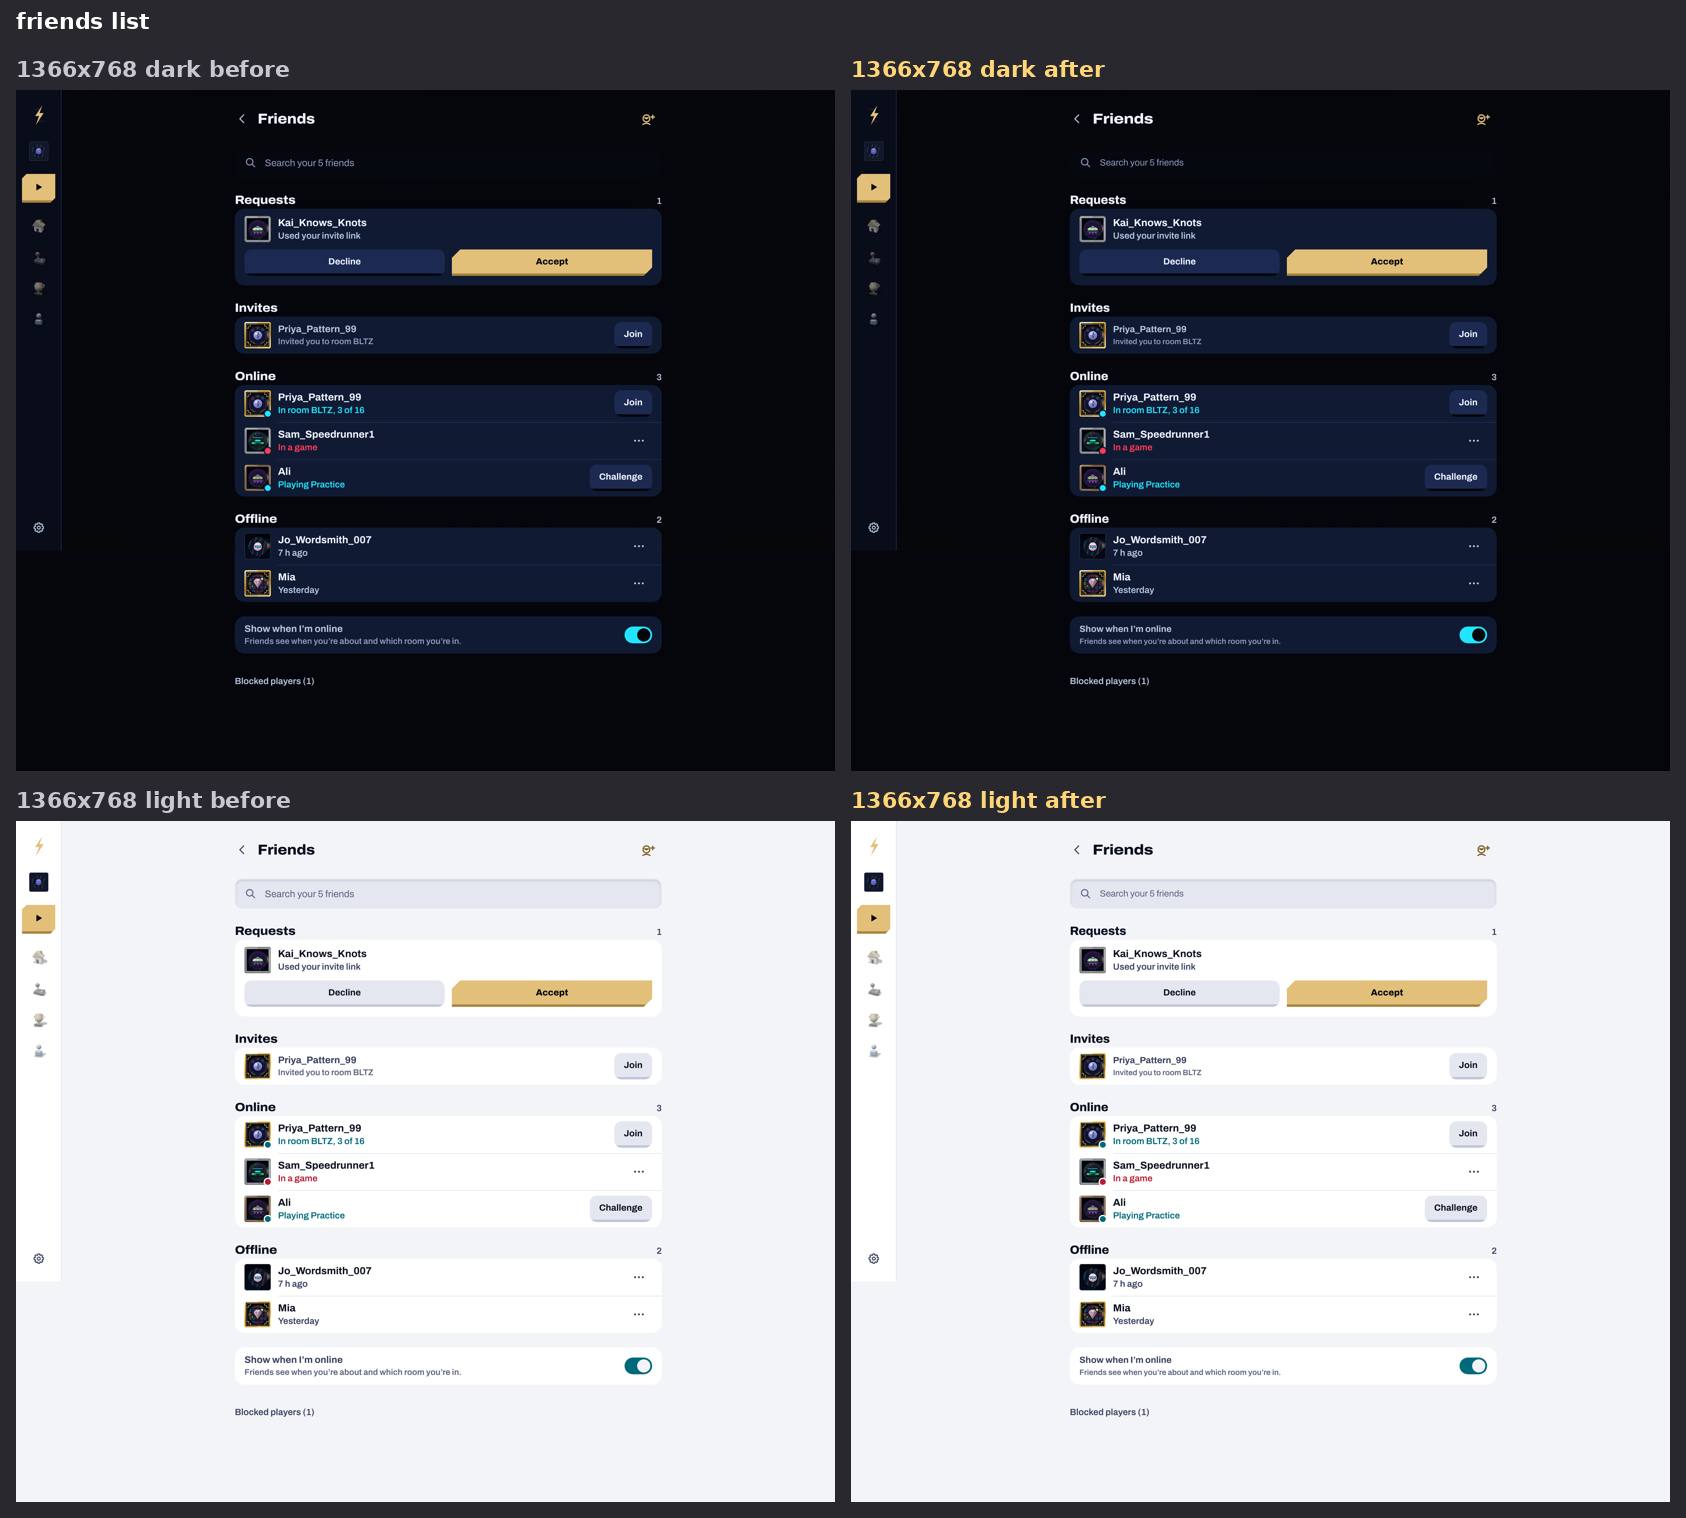 friends list
1366x768 dark before
Friends
Search your 5 friends
Requests 1
Kai_Knows_Knots
Used your invite link
Decline Accept
Invites
Priya_Pattern_99
Invited you to room BLTZ
Join
Online 3
Priya_Pattern_99
In room BLTZ, 3 of 16
Join
Sam_Speedrunner1
In a game
Ali
Playing Practice
Challenge
Offline 2
Jo_Wordsmith_007
7 h ago
Mia
Yesterday
Show when I'm online
Friends see when you're about and which room you're in.
Blocked players (1)
1366x768 dark after
Friends
Search your 5 friends
Requests 1
Kai_Knows_Knots
Used your invite link
Decline Accept
Invites
Priya_Pattern_99
Invited you to room BLTZ
Join
Online 3
Priya_Pattern_99
In room BLTZ, 3 of 16
Join
Sam_Speedrunner1
In a game
Ali
Playing Practice
Challenge
Offline 2
Jo_Wordsmith_007
7 h ago
Mia
Yesterday
Show when I'm online
Friends see when you're about and which room you're in.
Blocked players (1)
1366x768 light before
Friends
Search your 5 friends
Requests 1
Kai_Knows_Knots
Used your invite link
Decline Accept
Invites
Priya_Pattern_99
Invited you to room BLTZ
Join
Online 3
Priya_Pattern_99
In room BLTZ, 3 of 16
Join
Sam_Speedrunner1
In a game
Ali
Playing Practice
Challenge
Offline 2
Jo_Wordsmith_007
7 h ago
Mia
Yesterday
Show when I'm online
Friends see when you're about and which room you're in.
Blocked players (1)
1366x768 light after
Friends
Search your 5 friends
Requests 1
Kai_Knows_Knots
Used your invite link
Decline Accept
Invites
Priya_Pattern_99
Invited you to room BLTZ
Join
Online 3
Priya_Pattern_99
In room BLTZ, 3 of 16
Join
Sam_Speedrunner1
In a game
Ali
Playing Practice
Challenge
Offline 2
Jo_Wordsmith_007
7 h ago
Mia
Yesterday
Show when I'm online
Friends see when you're about and which room you're in.
Blocked players (1)